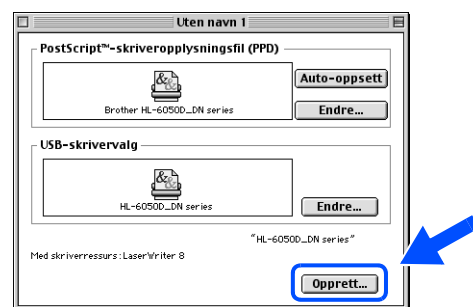 Uten navn 1
PostScript™-skriveropplysningsfil (PPD)
Auto-oppsett
Brother HL-6050D_DN series
Endre...
USB-skrivervalg
HL-6050D_DN series
Endre...
"HL-6050D_DN series"
Med skriverressurs: LaserWriter 8
Opprett...